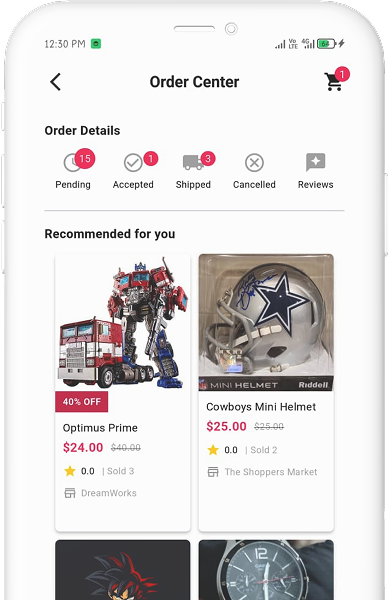 12:30 PM
Vo LTE 4G 64
Order Center
1
Order Details
15 1 3
Pending Accepted Shipped Cancelled Reviews
Recommended for you
MINI HELMET Riddell
40% OFF
Optimus Prime
$24.00 $40.00
0.0 | Sold 3
DreamWorks
Cowboys Mini Helmet
$25.00 $25.00
0.0 | Sold 2
The Shoppers Market
12